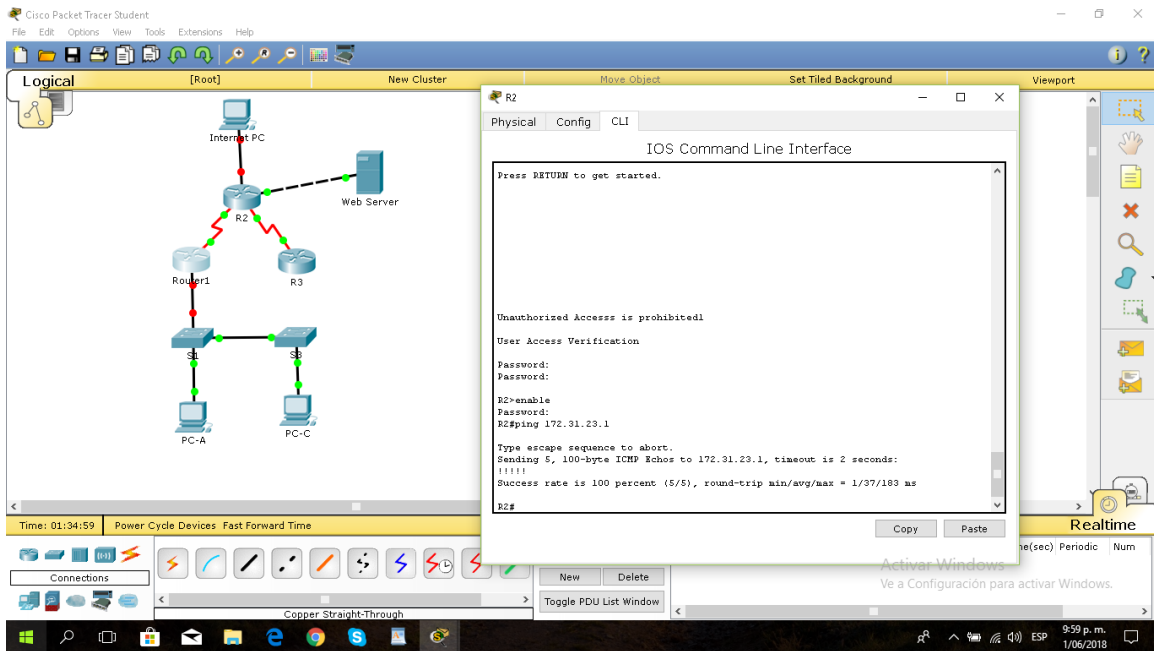 Cisco Packet Tracer Student
File Edit Options View Tools Extensions Help
Logical [Root] New Cluster Move Object Set Tiled Background Viewport
Internet PC
Web Server
R2
Router1
R3
S1
S3
PC-A
PC-C
R2
Physical Config CLI
IOS Command Line Interface
Press RETURN to get started.
Unauthorized Accesss is prohibited1
User Access Verification
Password:
Password:
R2>enable
Password:
R2#ping 172.31.23.1
Type escape sequence to abort.
Sending 5, 100-byte ICMP Echos to 172.31.23.1, timeout is 2 seconds:
!!!!!
Success rate is 100 percent (5/5), round-trip min/avg/max = 1/37/183 ms
R2#
Copy Paste
Time: 01:34:59 Power Cycle Devices Fast Forward Time
Realtime
Connections
Copper Straight-Through
New Delete
Toggle PDU List Window
me(sec) Periodic Num
Activar Windows
Ve a Configuración para activar Windows.
ESP
9:59 p. m.
1/06/2018